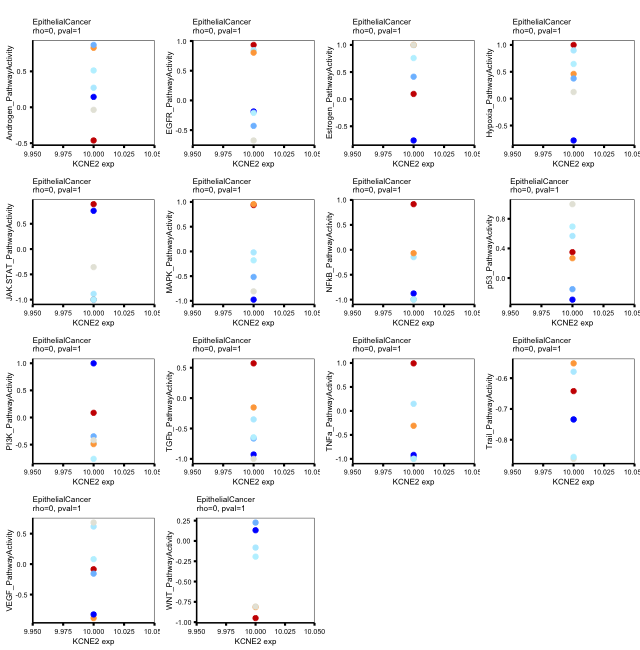 EpithelialCancer
rho=0, pval=1
Androgen_PathwayActivity
0.5
0.0
-0.5
9.950 9.975 10.000 10.025 10.05
KCNE2 exp
EpithelialCancer
rho=0, pval=1
EGFR_PathwayActivity
1.0
0.5
0.0
-0.5
9.950 9.975 10.000 10.025 10.05
KCNE2 exp
EpithelialCancer
rho=0, pval=1
Estrogen_PathwayActivity
1.0
0.5
0.0
-0.5
9.950 9.975 10.000 10.025 10.05
KCNE2 exp
EpithelialCancer
rho=0, pval=1
Hypoxia_PathwayActivity
1.0
0.5
0.0
-0.5
9.950 9.975 10.000 10.025 10.05
KCNE2 exp
EpithelialCancer
rho=0, pval=1
JAK.STAT_PathwayActivity
0.5
0.0
-0.5
-1.0
9.950 9.975 10.000 10.025 10.05
KCNE2 exp
EpithelialCancer
rho=0, pval=1
MAPK_PathwayActivity
1.0
0.5
0.0
-0.5
-1.0
9.950 9.975 10.000 10.025 10.05
KCNE2 exp
EpithelialCancer
rho=0, pval=1
NFkB_PathwayActivity
1.0
0.5
0.0
-0.5
-1.0
9.950 9.975 10.000 10.025 10.05
KCNE2 exp
EpithelialCancer
rho=0, pval=1
p53_PathwayActivity
0.8
0.4
0.0
9.950 9.975 10.000 10.025 10.05
KCNE2 exp
EpithelialCancer
rho=0, pval=1
PI3K_PathwayActivity
1.0
0.5
0.0
-0.5
9.950 9.975 10.000 10.025 10.05
KCNE2 exp
EpithelialCancer
rho=0, pval=1
TGFb_PathwayActivity
0.5
0.0
-0.5
-1.0
9.950 9.975 10.000 10.025 10.05
KCNE2 exp
EpithelialCancer
rho=0, pval=1
TNFa_PathwayActivity
1.0
0.5
0.0
-0.5
-1.0
9.950 9.975 10.000 10.025 10.05
KCNE2 exp
EpithelialCancer
rho=0, pval=1
Trail_PathwayActivity
-0.6
-0.7
-0.8
9.950 9.975 10.000 10.025 10.05
KCNE2 exp
EpithelialCancer
rho=0, pval=1
VEGF_PathwayActivity
0.5
0.0
-0.5
9.950 9.975 10.000 10.025 10.05
KCNE2 exp
EpithelialCancer
rho=0, pval=1
WNT_PathwayActivity
0.25
0.00
-0.25
-0.50
-0.75
-1.00
9.950 9.975 10.000 10.025 10.050
KCNE2 exp